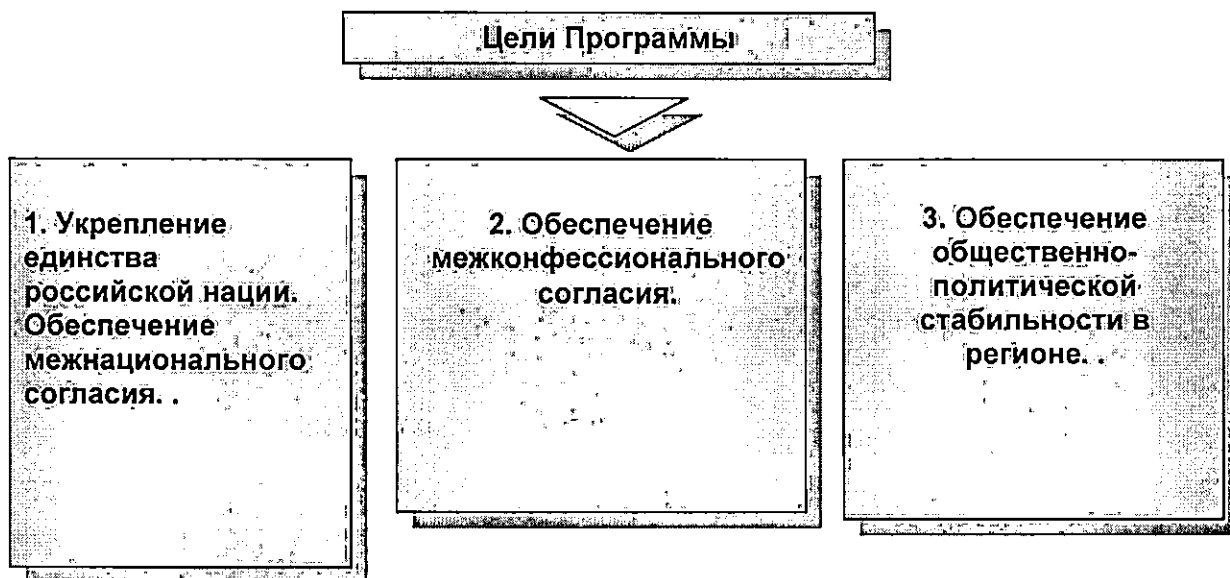 Цели Программы
1. Укрепление
единства
российской нации.
Обеспечение
межнационального
согласия. .
2. Обеспечение
межконфессионального
согласия.
3. Обеспечение
общественно-
политической
стабильности в
регионе. .